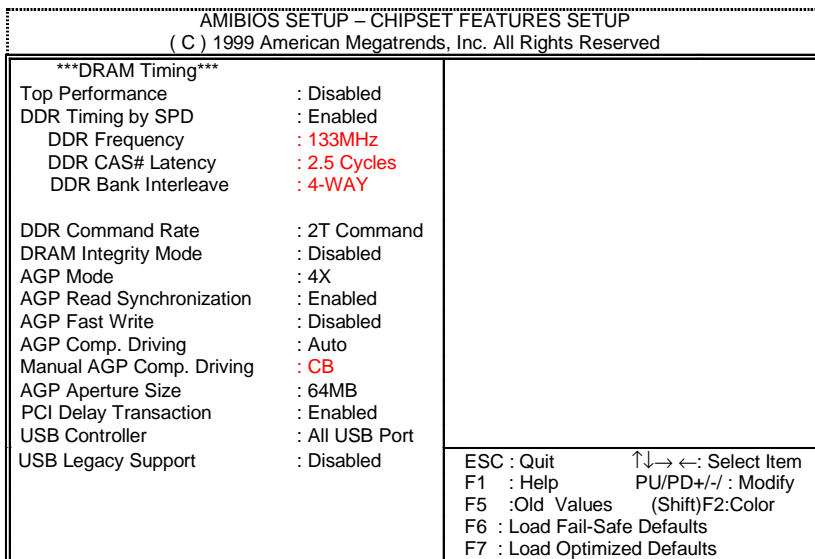 AMIBIOS SETUP – CHIPSET FEATURES SETUP
( C ) 1999 American Megatrends, Inc. All Rights Reserved
***DRAM Timing***
Top Performance : Disabled
DDR Timing by SPD : Enabled
DDR Frequency : 133MHz
DDR CAS# Latency : 2.5 Cycles
DDR Bank Interleave : 4-WAY
DDR Command Rate : 2T Command
DRAM Integrity Mode : Disabled
AGP Mode : 4X
AGP Read Synchronization : Enabled
AGP Fast Write : Disabled
AGP Comp. Driving : Auto
Manual AGP Comp. Driving : CB
AGP Aperture Size : 64MB
PCI Delay Transaction : Enabled
USB Controller : All USB Port
USB Legacy Support : Disabled
ESC : Quit ↑↓→ ←: Select Item
F1 : Help PU/PD+/-/ : Modify
F5 :Old Values (Shift)F2:Color
F6 : Load Fail-Safe Defaults
F7 : Load Optimized Defaults